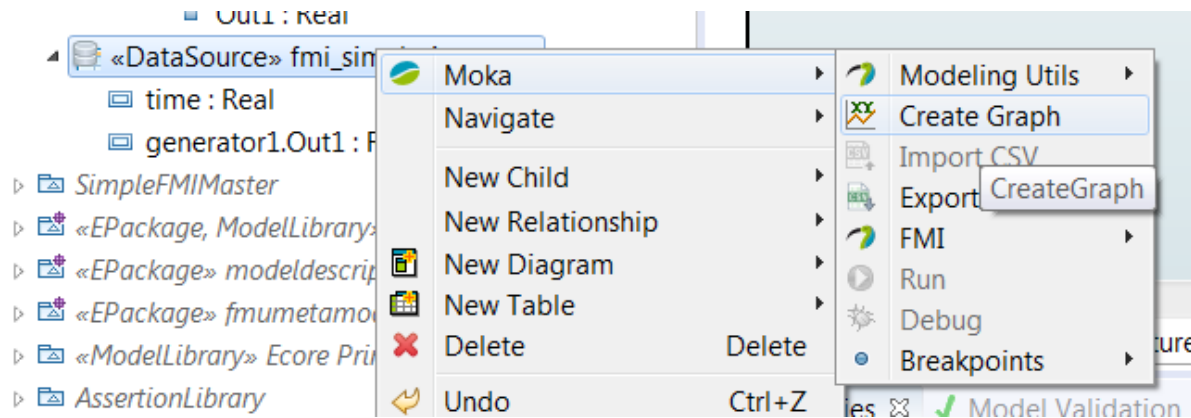 Out1 : Real
«DataSource» fmi_sim
time : Real
generator1.Out1 :
SimpleFMIMaster
«EPackage, ModelLibrary»
«EPackage» modeldescrip
«EPackage» fmumetamo
«ModelLibrary» Ecore Pri
AssertionLibrary
Moka
Navigate
New Child
New Relationship
New Diagram
New Table
Delete Delete
Undo Ctrl+Z
Modeling Utils
Create Graph
Import CSV
Export
CreateGraph
FMI
Run
Debug
Breakpoints
ture
ies
Model Validation